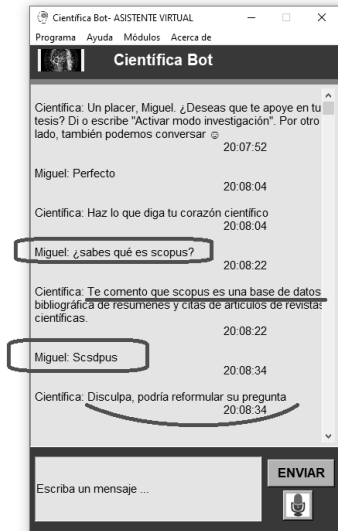 Científica Bot- ASISTENTE VIRTUAL
Programa Ayuda Módulos Acerca de
Científica Bot
Científica: Un placer, Miguel. ¿Deseas que te apoye en tu
tesis? Di o escribe "Activar modo investigación". Por otro
lado, también podemos conversar ☺
20:07:52
Miguel: Perfecto
20:08:04
Científica: Haz lo que diga tu corazón científico
20:08:04
Miguel: ¿sabes qué es scopus?
20:08:22
Científica: Te comento que scopus es una base de datos
bibliográfica de resúmenes y citas de artículos de revistas
científicas.
20:08:22
Miguel: Scsdpus
20:08:34
Científica: Disculpa, podría reformular su pregunta
20:08:34
Escriba un mensaje ...
ENVIAR